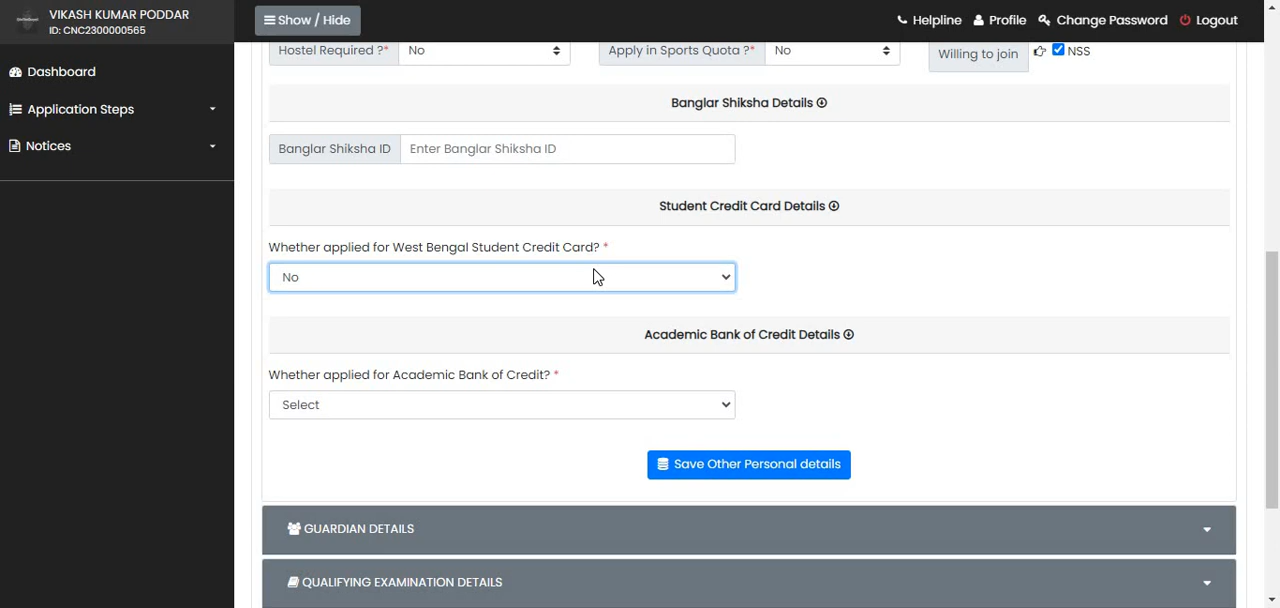 VIKASH KUMAR PODDAR
ID: CNC2300000565
Show / Hide
Helpline Profile Change Password Logout
Dashboard
Application Steps
Notices
Hostel Required ?* No
Apply in Sports Quota ?* No
Willing to join NSS
Banglar Shiksha Details
Banglar Shiksha ID Enter Banglar Shiksha ID
Student Credit Card Details
Whether applied for West Bengal Student Credit Card? *
No
Academic Bank of Credit Details
Whether applied for Academic Bank of Credit? *
Select
Save Other Personal details
GUARDIAN DETAILS
QUALIFYING EXAMINATION DETAILS